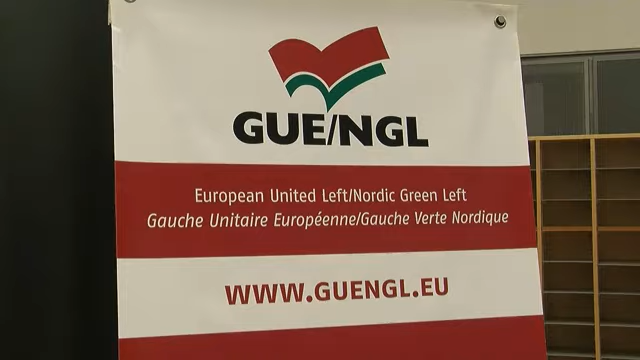 GUE/NGL
European United Left/Nordic Green Left
Gauche Unitaire Européenne/Gauche Verte Nordique
WWW.GUENGL.EU